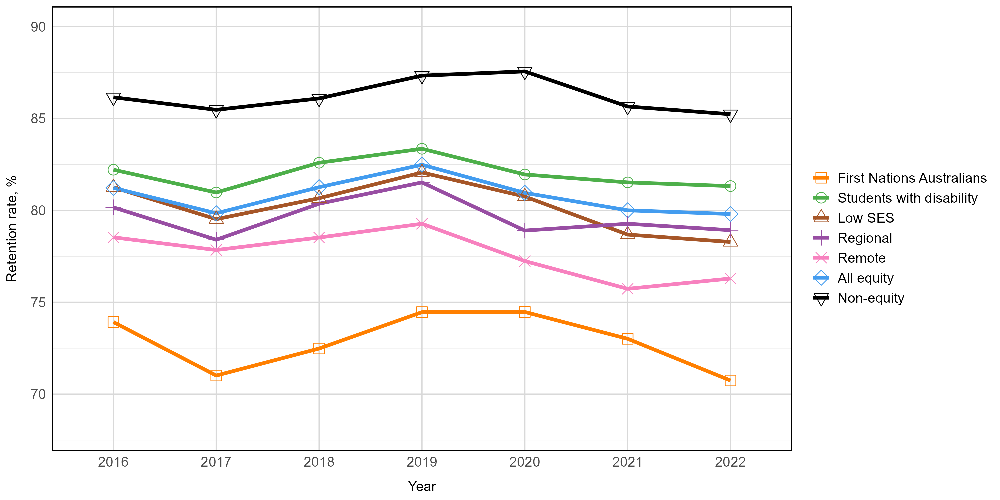 90
85
80
75
70
Retention rate, %
2016 2017 2018 2019 2020 2021 2022
Year
First Nations Australians
Students with disability
Low SES
Regional
Remote
All equity
Non-equity